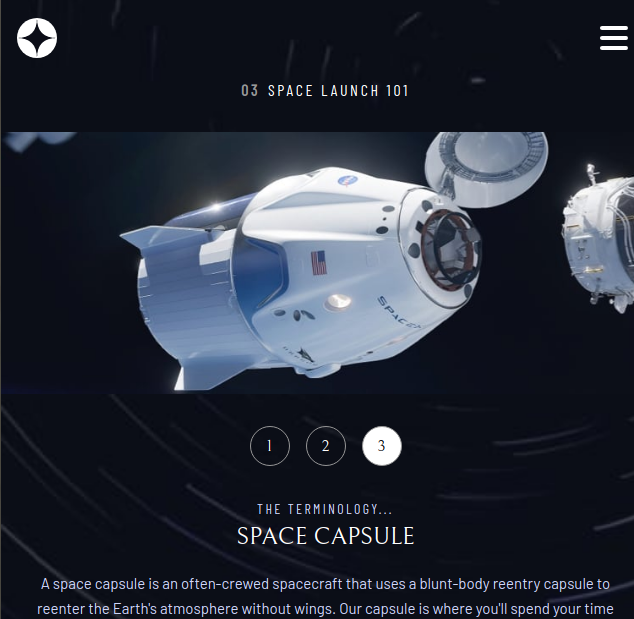 03 SPACE LAUNCH 101
SPACEX
1
2
3
THE TERMINOLOGY...
SPACE CAPSULE
A space capsule is an often-crewed spacecraft that uses a blunt-body reentry capsule to
reenter the Earth's atmosphere without wings. Our capsule is where you'll spend your time